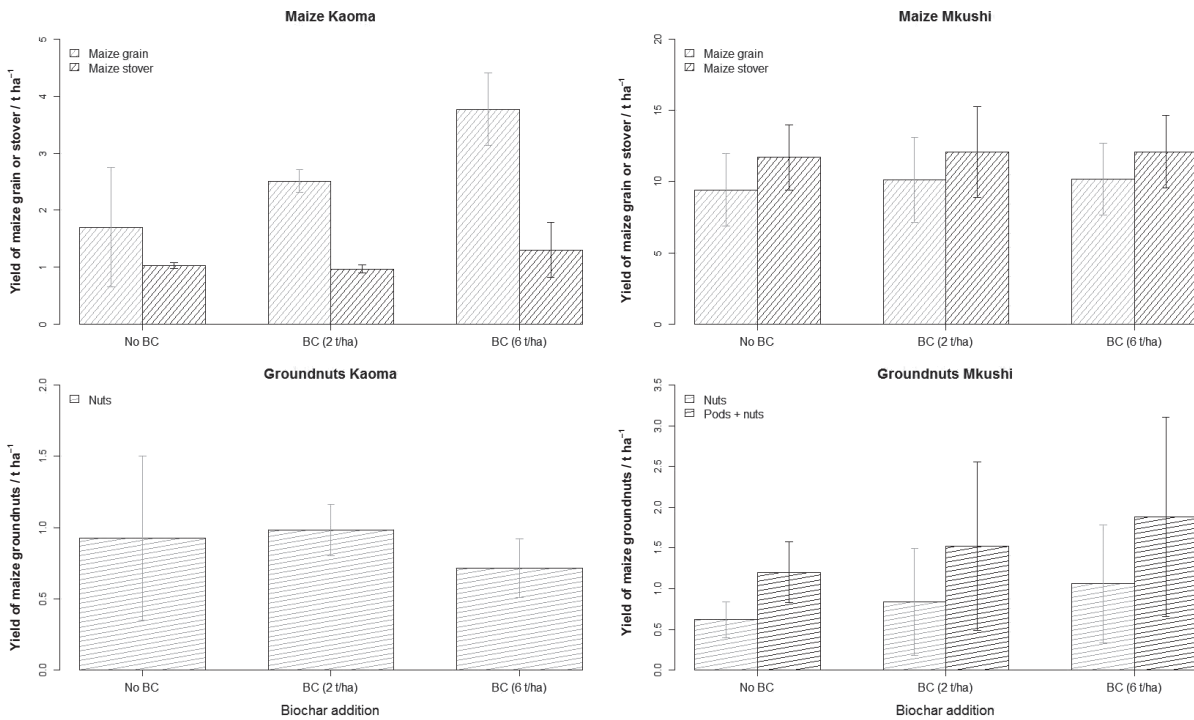 Maize Kaoma
Yield of maize grain or stover / t ha⁻¹
5
4
3
2
1
0
Maize grain
Maize stover
No BC
BC (2 t/ha)
BC (6 t/ha)
Maize Mkushi
Yield of maize grain or stover / t ha⁻¹
20
15
10
5
0
Maize grain
Maize stover
No BC
BC (2 t/ha)
BC (6 t/ha)
Groundnuts Kaoma
Yield of maize groundnuts / t ha⁻¹
2.0
1.5
1.0
0.5
0.0
Nuts
No BC
BC (2 t/ha)
BC (6 t/ha)
Biochar addition
Groundnuts Mkushi
Yield of maize groundnuts / t ha⁻¹
3.5
3.0
2.5
2.0
1.5
1.0
0.5
0.0
Nuts
Pods + nuts
No BC
BC (2 t/ha)
BC (6 t/ha)
Biochar addition